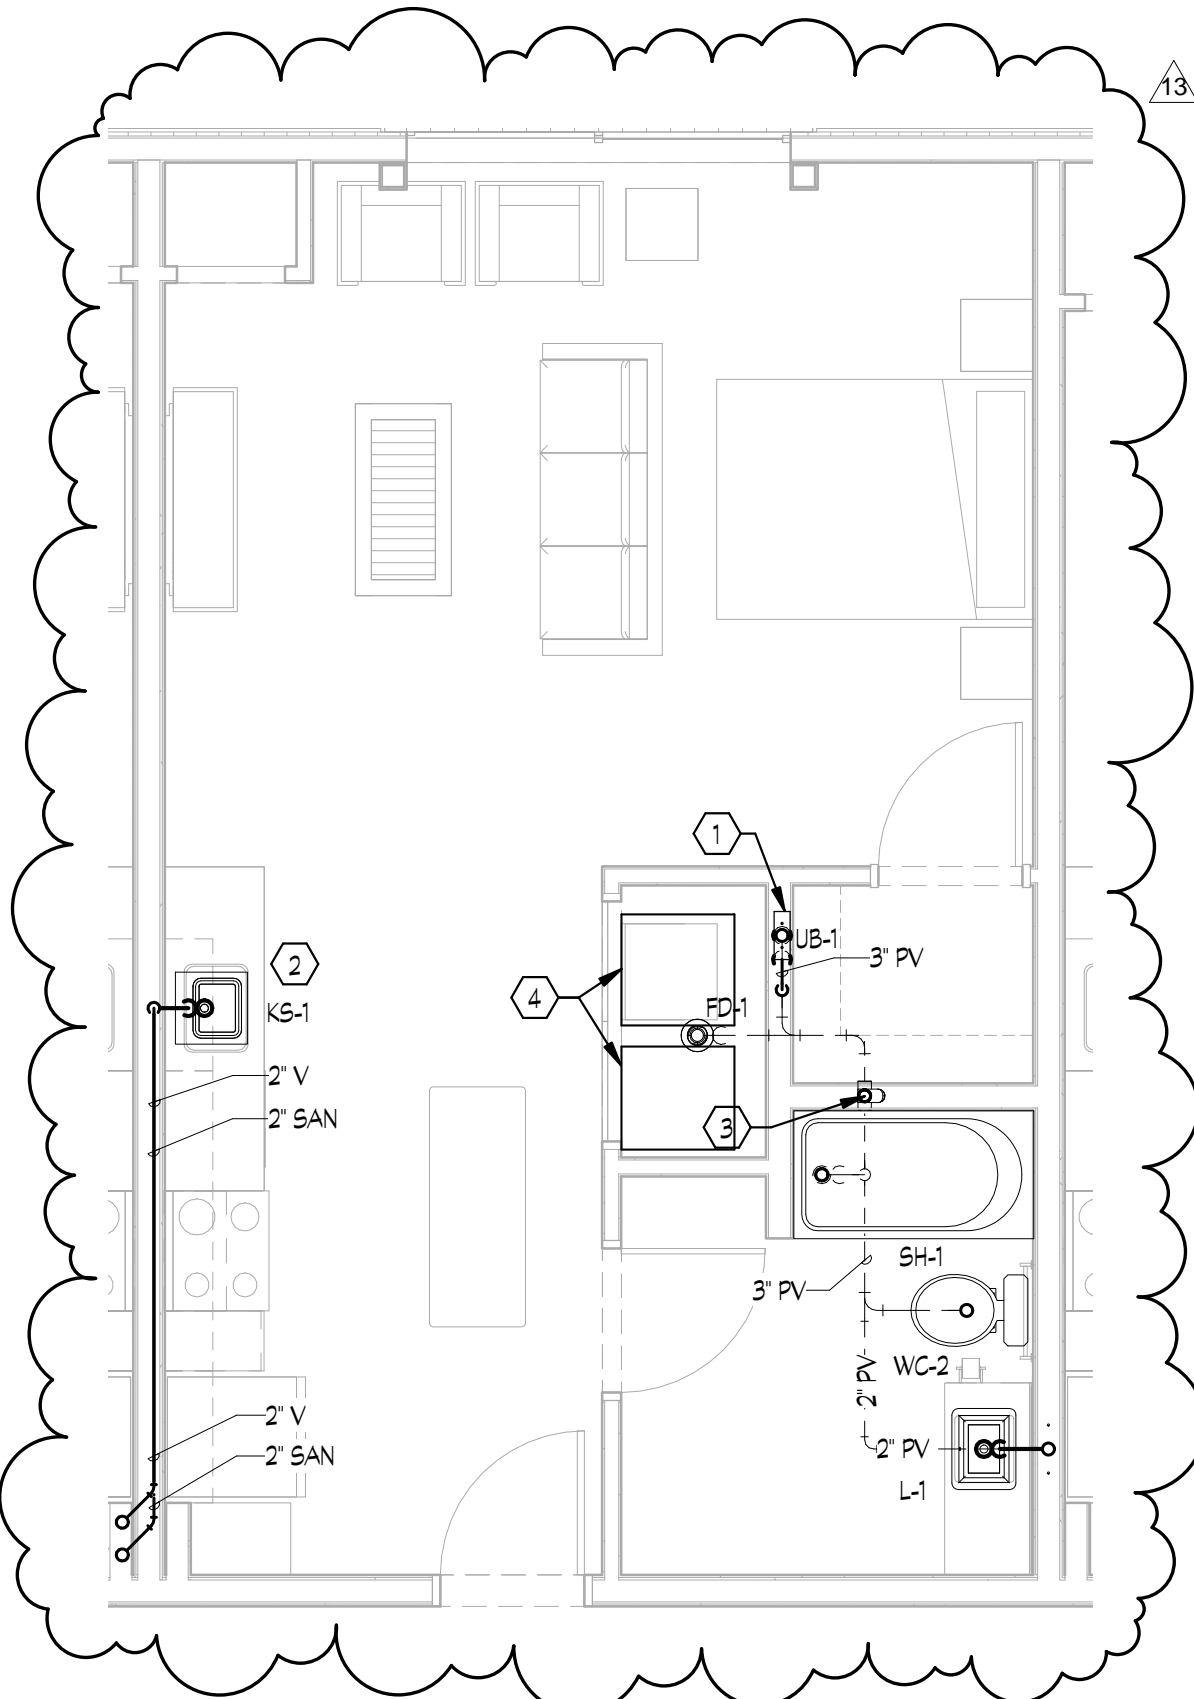 13
1
UB-1
3" PV
2
KS-1
4
FD-1
2" V
2" SAN
3
SH-1
3" PV
WC-2
2" PV
2" V
2" PV
2" SAN
L-1